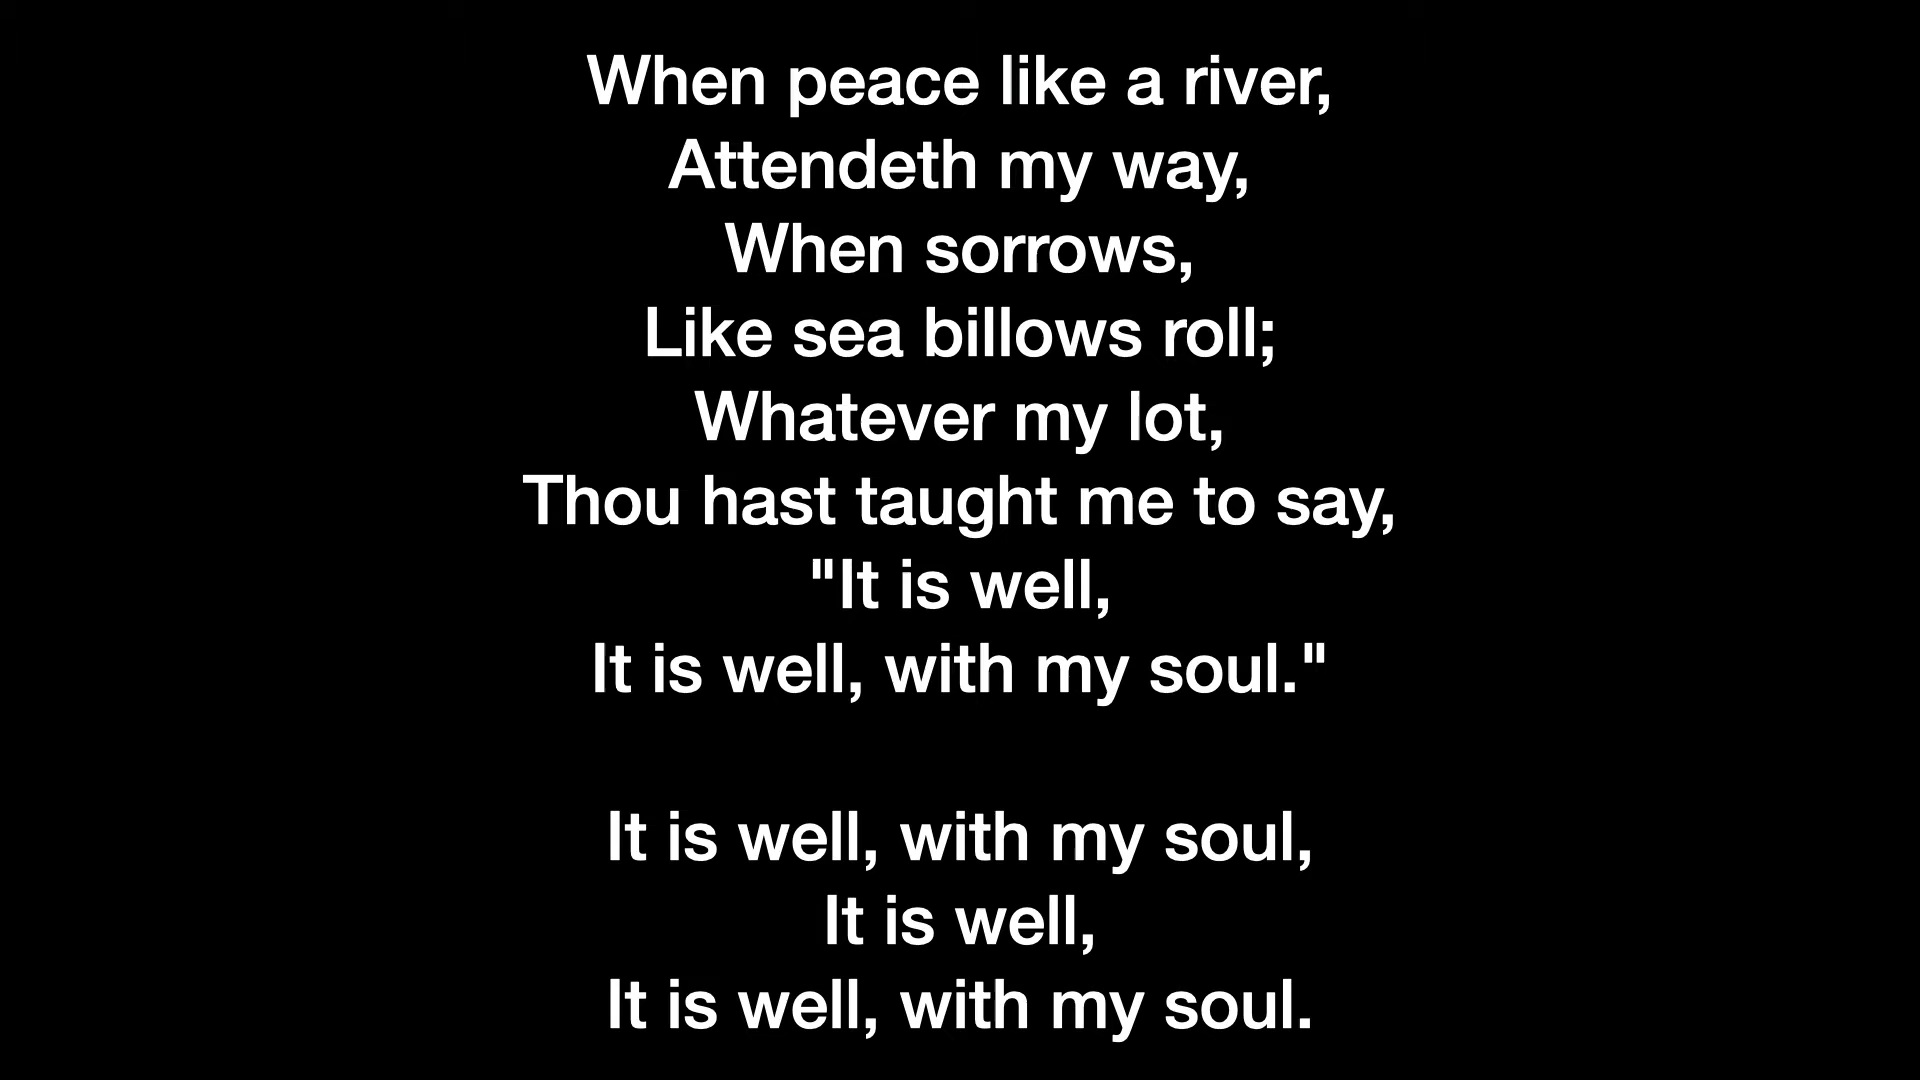 When peace like a river,
Attendeth my way,
When sorrows,
Like sea billows roll;
Whatever my lot,
Thou hast taught me to say,
"It is well,
It is well, with my soul."
It is well, with my soul,
It is well,
It is well, with my soul.